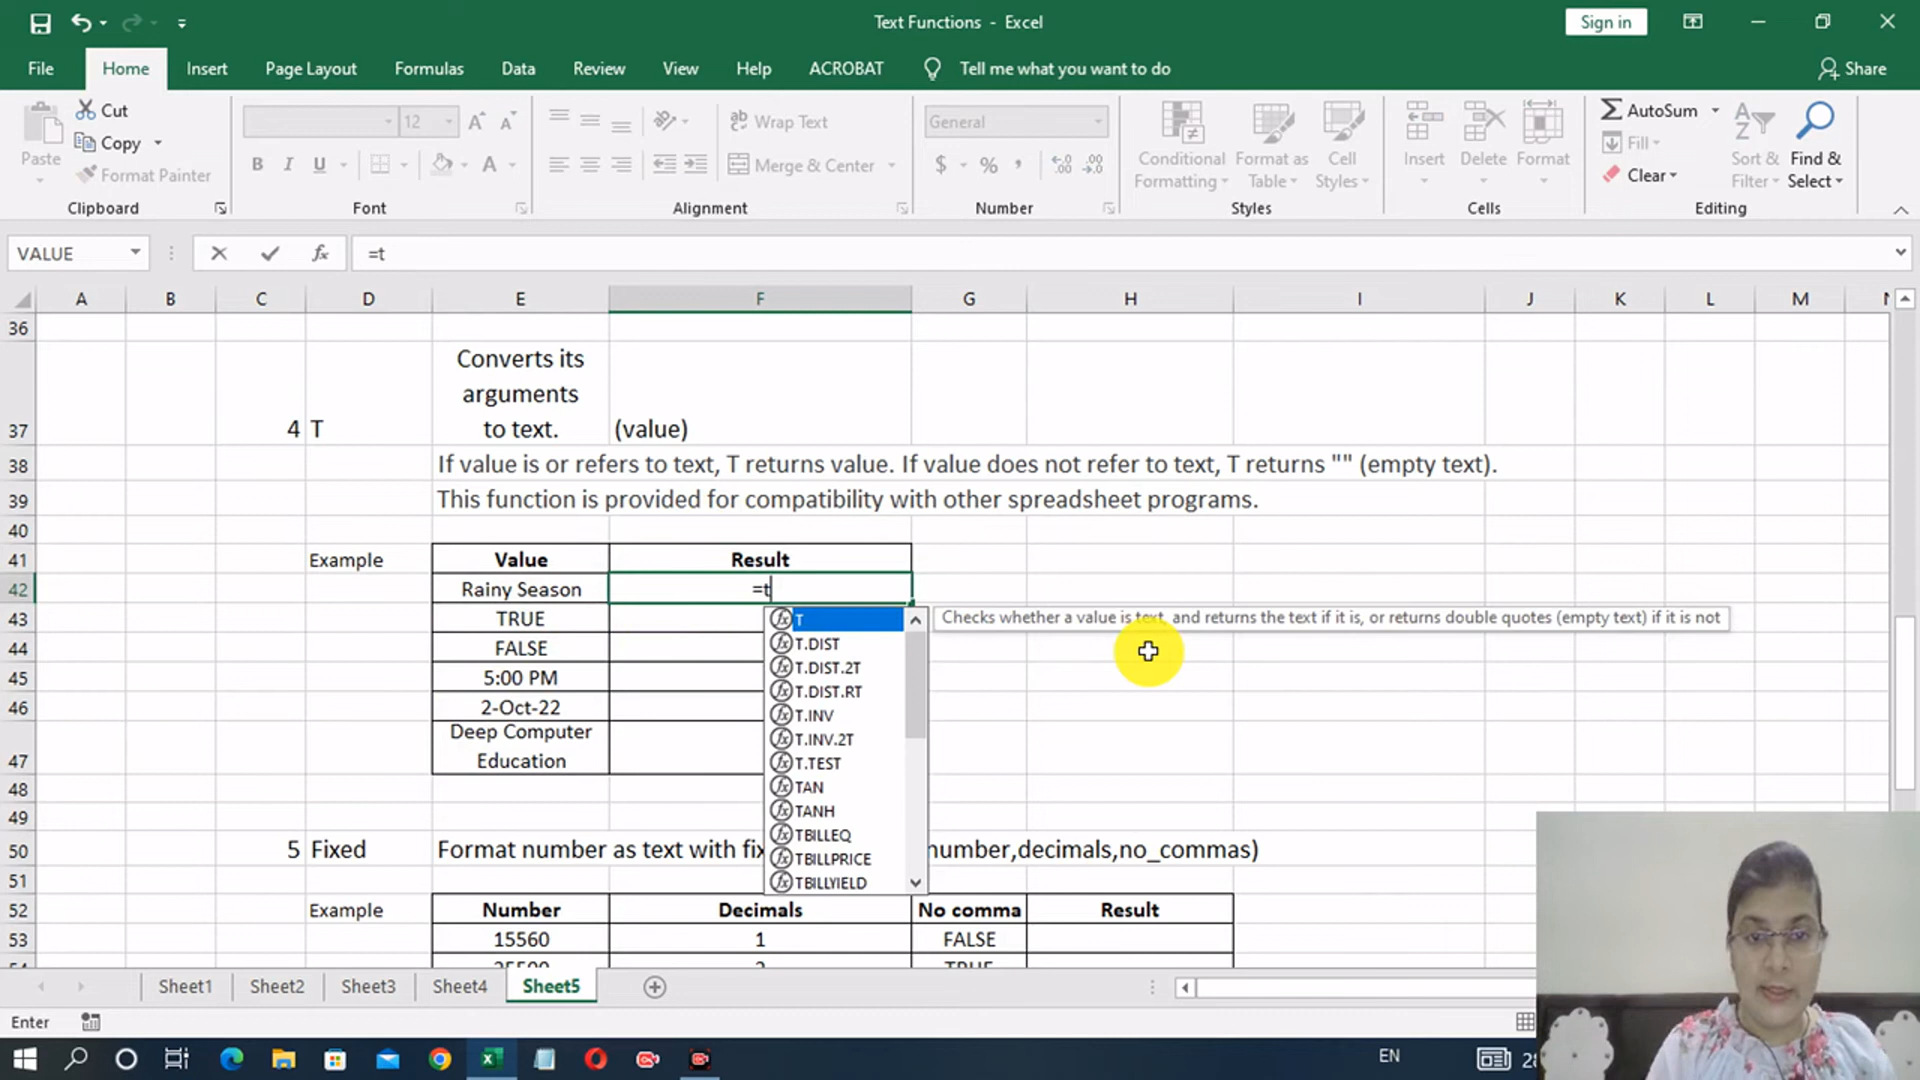 Text Functions - Excel
Sign in
File Home Insert Page Layout Formulas Data Review View Help ACROBAT Tell me what you want to do Share
Paste
Cut
Copy
Format Painter
Clipboard
12
B I U
Font
Wrap Text
Merge & Center
Alignment
General
$ % ,
Number
Conditional Formatting
Format as Table
Cell Styles
Styles
Insert
Delete
Format
Cells
AutoSum
Fill
Clear
Sort & Filter
Find & Select
Editing
VALUE fx =t
A B C D E F G H I J K L M
36
37 4 T Converts its
arguments
to text. (value)
38 If value is or refers to text, T returns value. If value does not refer to text, T returns "" (empty text).
39 This function is provided for compatibility with other spreadsheet programs.
40
41 Example Value Result
42 Rainy Season =t
43 TRUE
44 FALSE
45 5:00 PM
46 2-Oct-22
47 Deep Computer
Education
48
49
T
T.DIST
T.DIST.2T
T.DIST.RT
T.INV
T.INV.2T
T.TEST
TAN
TANH
TBILLEQ
TBILLPRICE
TBILLYIELD
Checks whether a value is text, and returns the text if it is, or returns double quotes (empty text) if it is not
50 5 Fixed Format number as text with fix number,decimals,no_commas)
51
52 Example Number Decimals No comma Result
53 15560 1 FALSE
Sheet1 Sheet2 Sheet3 Sheet4 Sheet5
Enter
EN